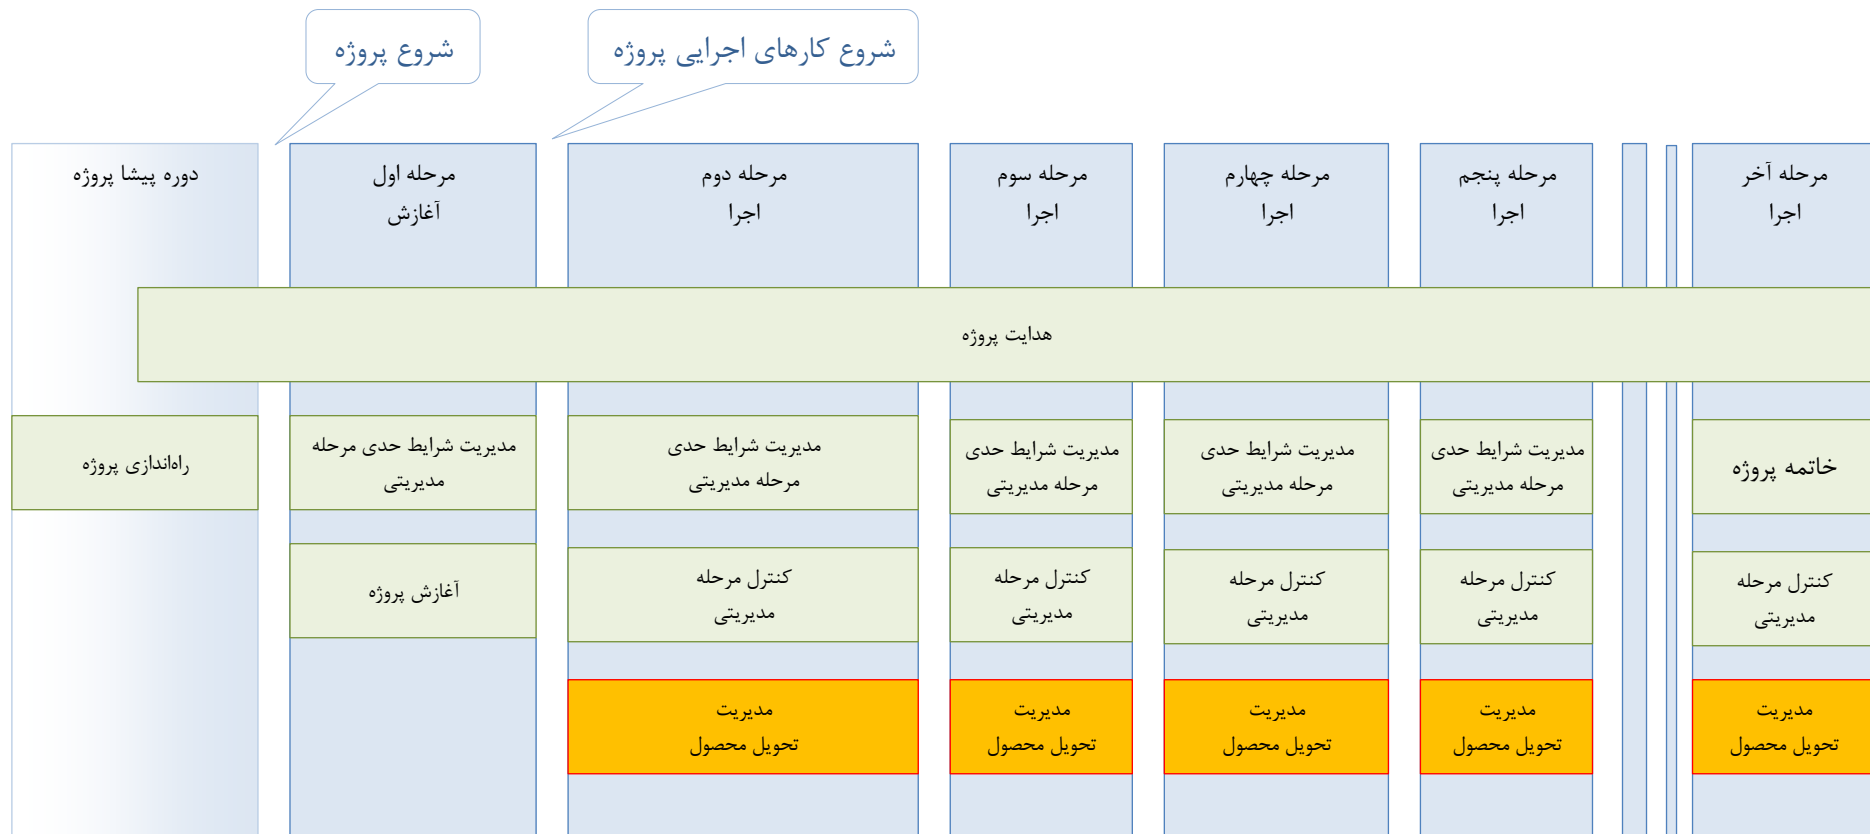 شروع پروژه
شروع کارهای اجرایی پروژه
دوره پیشا پروژه
مرحله اول
آغازش
مرحله دوم
اجرا
مرحله سوم
اجرا
مرحله چهارم
اجرا
مرحله پنجم
اجرا
مرحله آخر
اجرا
هدایت پروژه
راه‌اندازی پروژه
مدیریت شرایط حدی مرحله
مدیریتی
مدیریت شرایط حدی
مرحله مدیریتی
مدیریت شرایط حدی
مرحله مدیریتی
مدیریت شرایط حدی
مرحله مدیریتی
مدیریت شرایط حدی
مرحله مدیریتی
خاتمه پروژه
آغازش پروژه
کنترل مرحله
مدیریتی
کنترل مرحله
مدیریتی
کنترل مرحله
مدیریتی
کنترل مرحله
مدیریتی
کنترل مرحله
مدیریتی
مدیریت
تحویل محصول
مدیریت
تحویل محصول
مدیریت
تحویل محصول
مدیریت
تحویل محصول
مدیریت
تحویل محصول